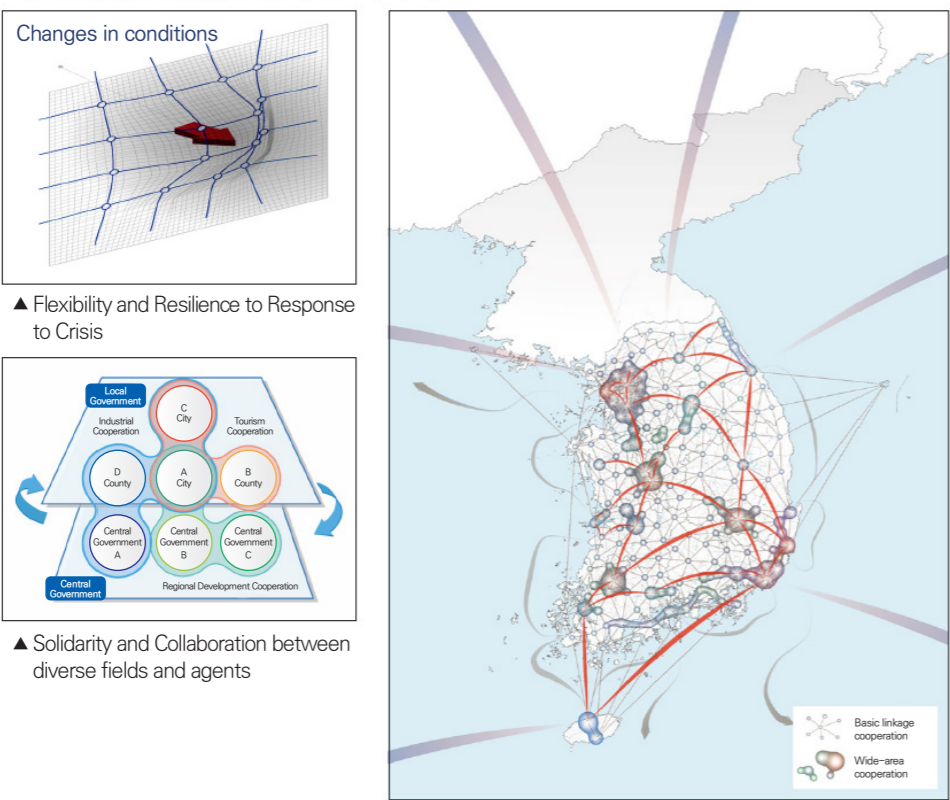 Changes in conditions
▲ Flexibility and Resilience to Response
to Crisis
Local
Government
C
City
Industrial
Cooperation
Tourism
Cooperation
D
County
A
City
B
County
Central
Government
A
Central
Government
B
Central
Government
C
Central
Government
Regional Development Cooperation
▲ Solidarity and Collaboration between
diverse fields and agents
Basic linkage
cooperation
Wide-area
cooperation